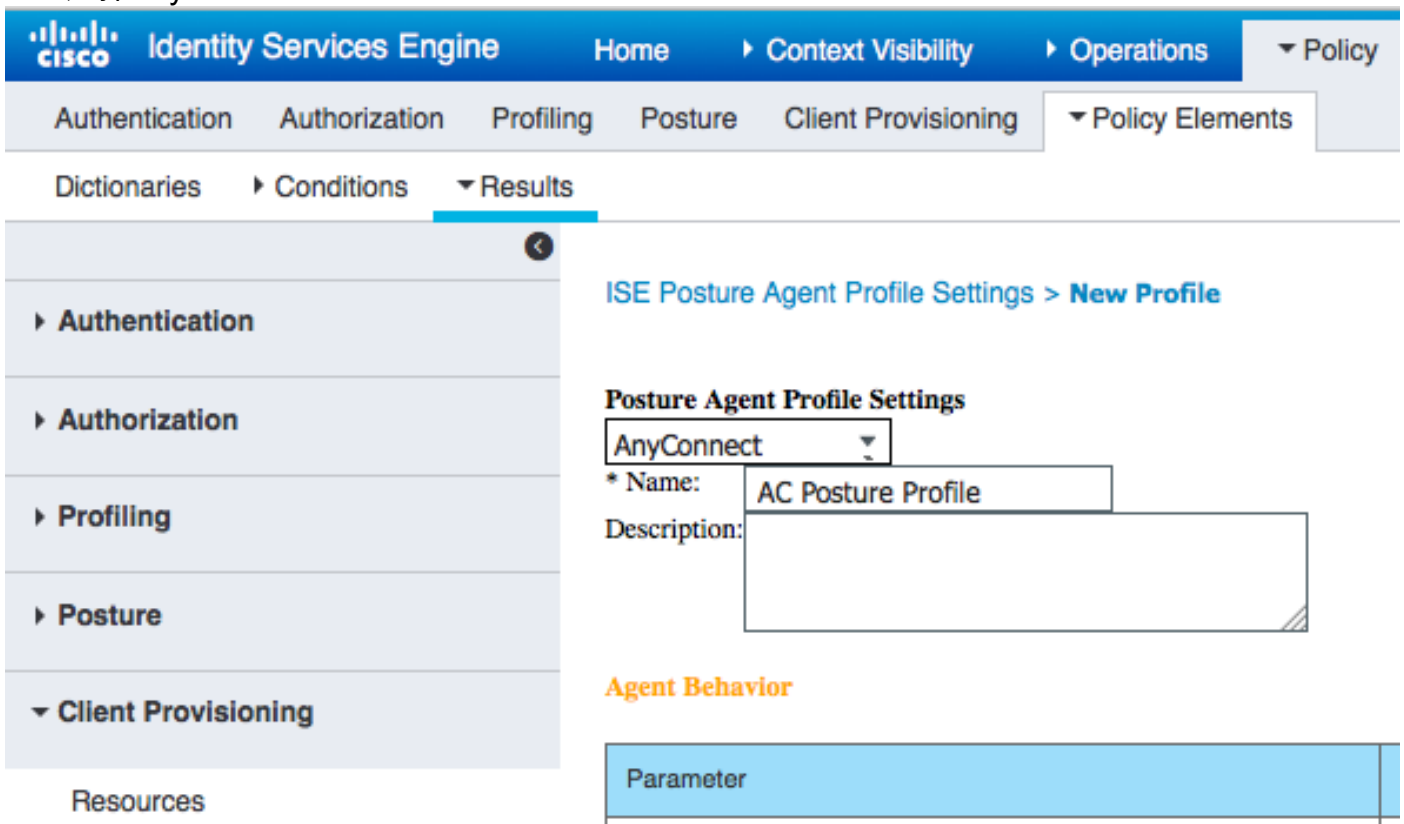 cisco Identity Services Engine Home Context Visibility Operations Policy
Authentication Authorization Profiling Posture Client Provisioning Policy Elements
Dictionaries Conditions Results
Authentication
Authorization
Profiling
Posture
Client Provisioning
Resources
ISE Posture Agent Profile Settings > New Profile
Posture Agent Profile Settings
AnyConnect
* Name: AC Posture Profile
Description:
Agent Behavior
Parameter